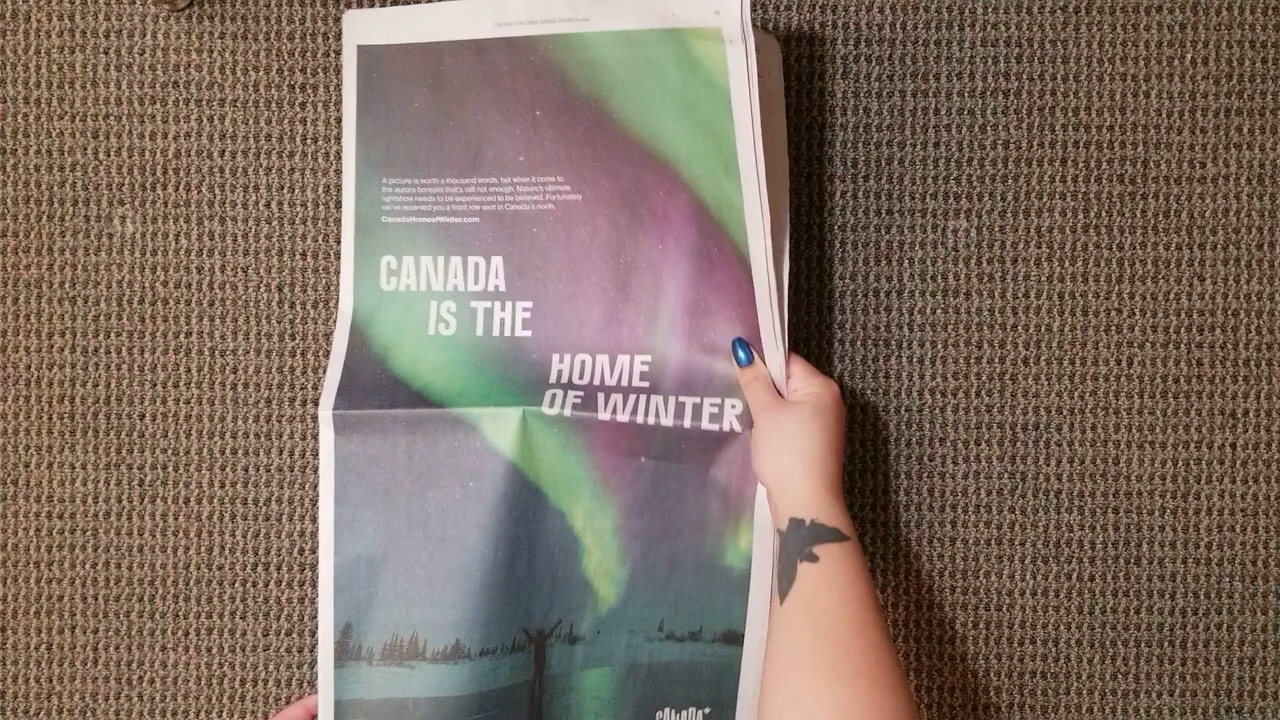 A picture is worth a thousand words, but when it come to
the aurora borealis that's still not enough. Nature's ultimate
lightshow needs to be experienced to be believed. Fortunately
we've reserved you a front row seat in Canada's north.
CanadaHomeofWinter.com
CANADA
IS THE
HOME
OF WINTER
CANADA